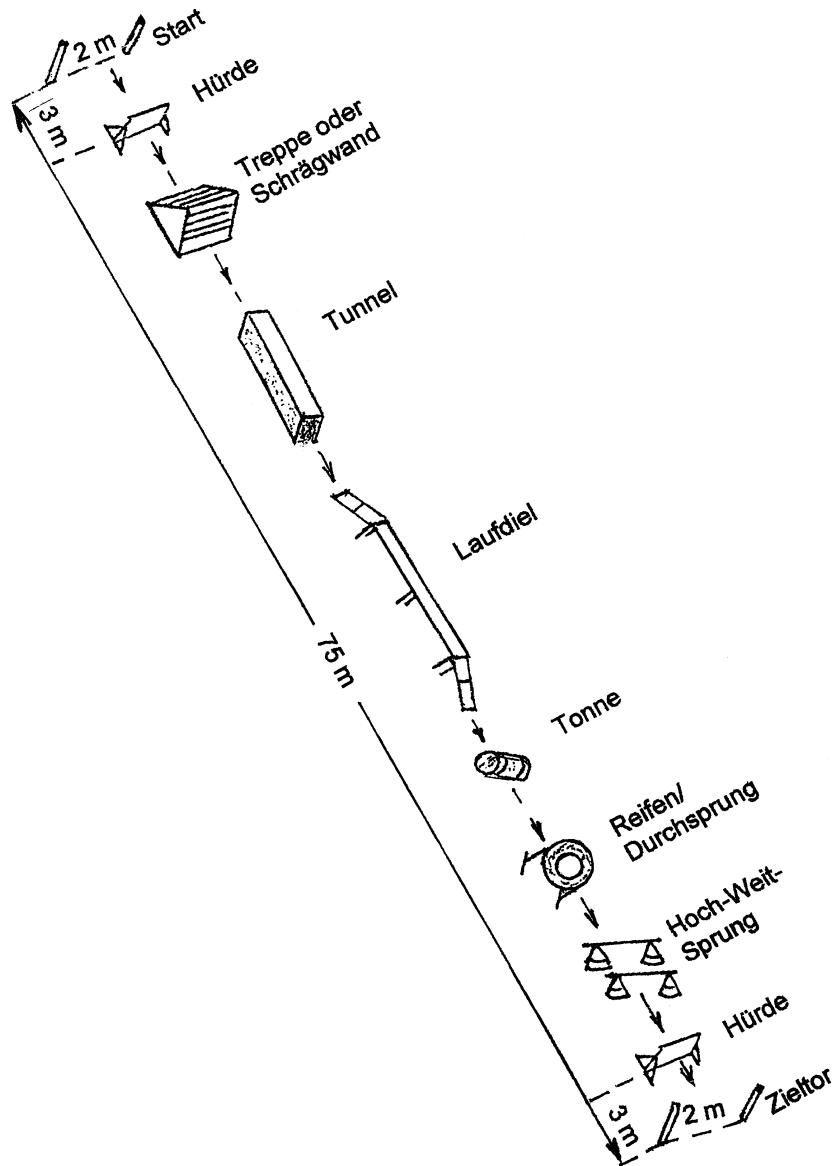 2 m
Start
Hürde
3 m
Treppe oder
Schrägwand
Tunnel
Laufdiel
75 m
Tonne
Reifen/
Durchsprung
Hoch-Weit-
Sprung
Hürde
3 m
2 m
Zieltor